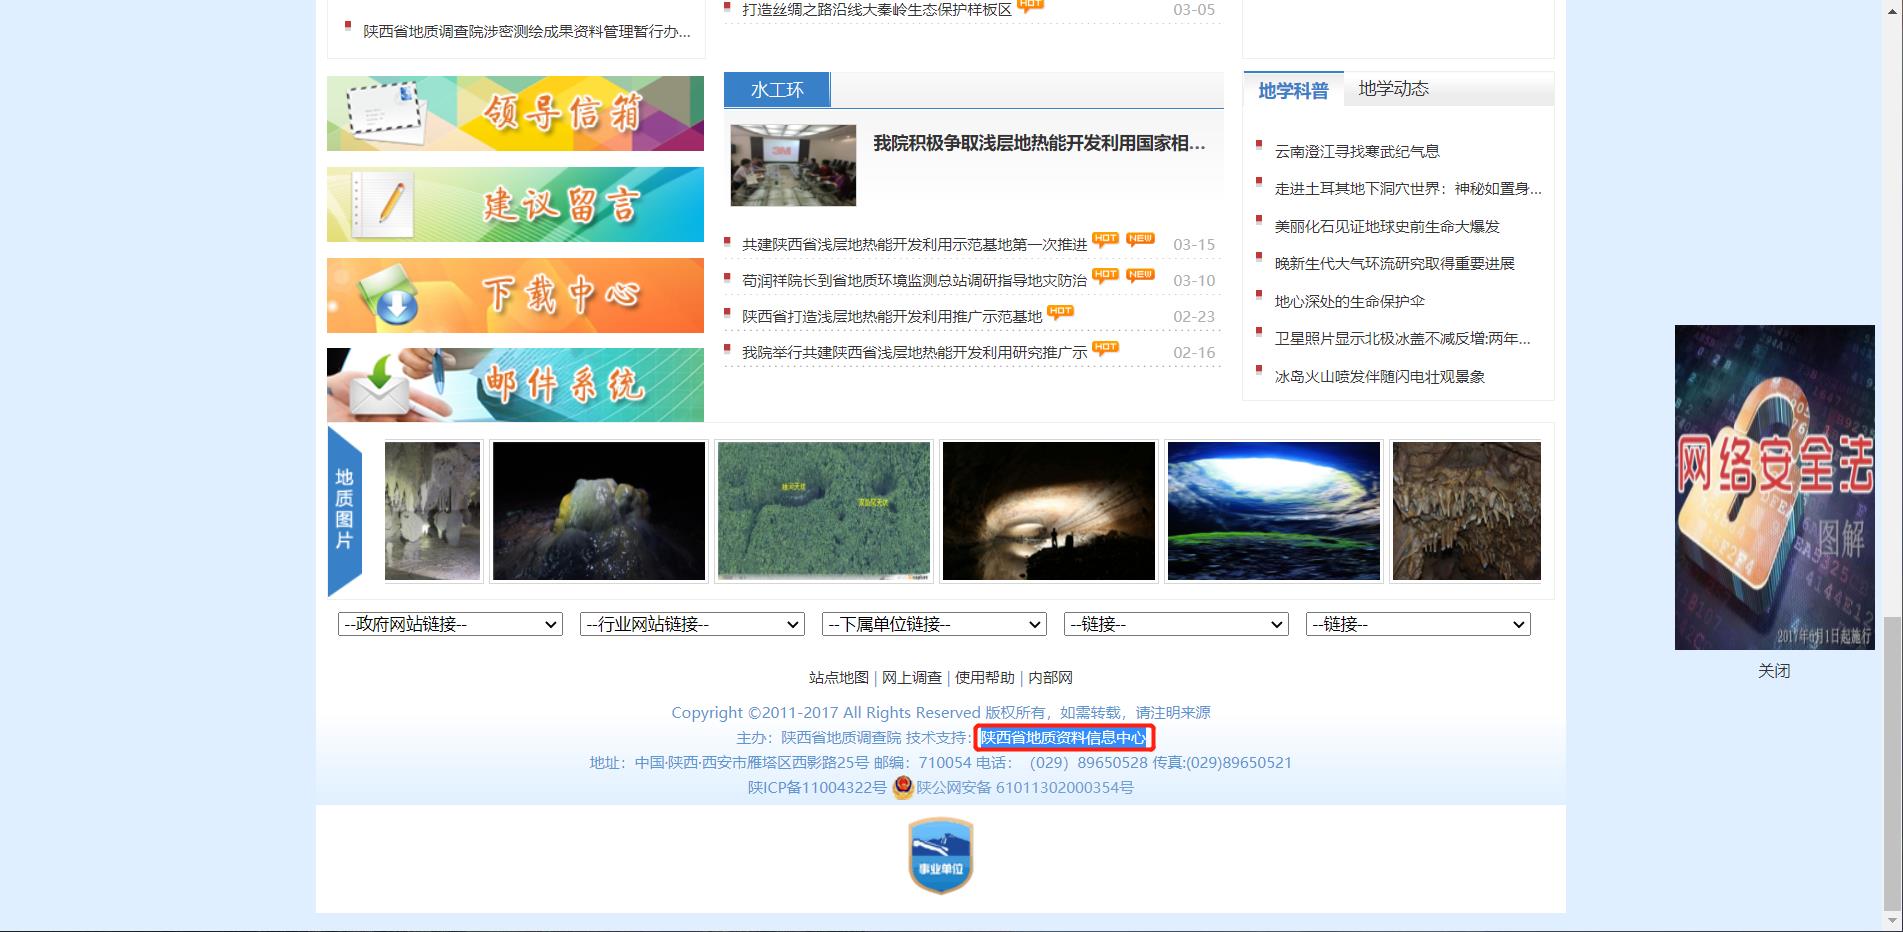 陕西省地质调查院涉密测绘成果资料管理暂行办...
打造丝绸之路沿线大秦岭生态保护样板区 HOT 03-05
领导信箱
建议留言
下载中心
邮件系统
水工环
3M
我院积极争取浅层地热能开发利用国家相...
共建陕西省浅层地热能开发利用示范基地第一次推进 HOT NEW 03-15
苟润祥院长到省地质环境监测总站调研指导地灾防治 HOT NEW 03-10
陕西省打造浅层地热能开发利用推广示范基地 HOT 02-23
我院举行共建陕西省浅层地热能开发利用研究推广示 HOT 02-16
地学科普 地学动态
云南澄江寻找寒武纪气息
走进土耳其地下洞穴世界：神秘如置身...
美丽化石见证地球史前生命大爆发
晚新生代大气环流研究取得重要进展
地心深处的生命保护伞
卫星照片显示北极冰盖不减反增:两年...
冰岛火山喷发伴随闪电壮观景象
网络安全法
图解
2017年6月1日起施行
关闭
地质图片
--政府网站链接-- --行业网站链接-- --下属单位链接-- --链接-- --链接--
站点地图 | 网上调查 | 使用帮助 | 内部网
Copyright ©2011-2017 All Rights Reserved 版权所有，如需转载，请注明来源
主办：陕西省地质调查院 技术支持：陕西省地质资料信息中心
地址：中国·陕西·西安市雁塔区西影路25号 邮编：710054 电话：（029）89650528 传真:(029)89650521
陕ICP备11004322号 陕公网安备 61011302000354号
事业单位